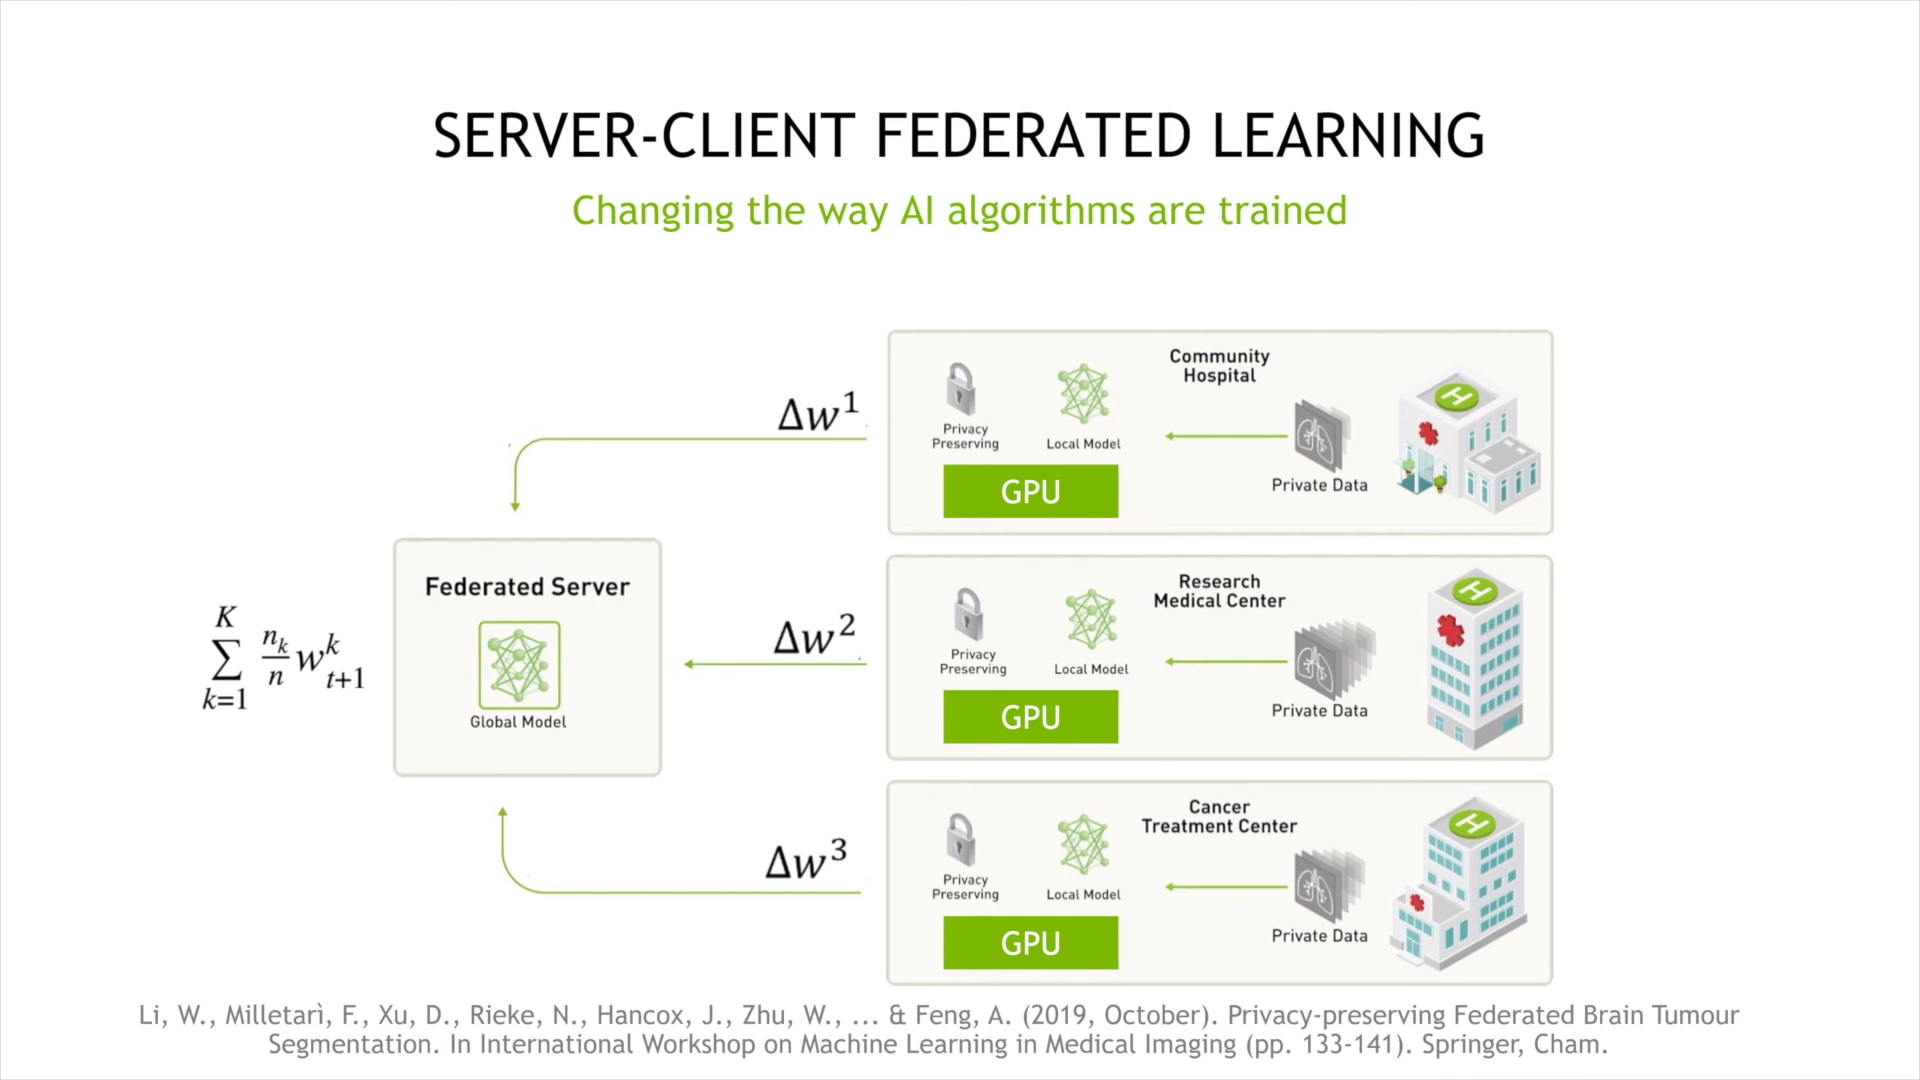 SERVER-CLIENT FEDERATED LEARNING
Changing the way AI algorithms are trained
Δw¹
Privacy
Preserving
Local Model
GPU
Community
Hospital
Private Data
H
Federated Server
Global Model
K
∑ nₖ/n wᵏₜ₊₁
k=1
Δw²
Privacy
Preserving
Local Model
GPU
Research
Medical Center
Private Data
H
Δw³
Privacy
Preserving
Local Model
GPU
Cancer
Treatment Center
Private Data
H
Li, W., Milletarì, F., Xu, D., Rieke, N., Hancox, J., Zhu, W., ... & Feng, A. (2019, October). Privacy-preserving Federated Brain Tumour
Segmentation. In International Workshop on Machine Learning in Medical Imaging (pp. 133-141). Springer, Cham.